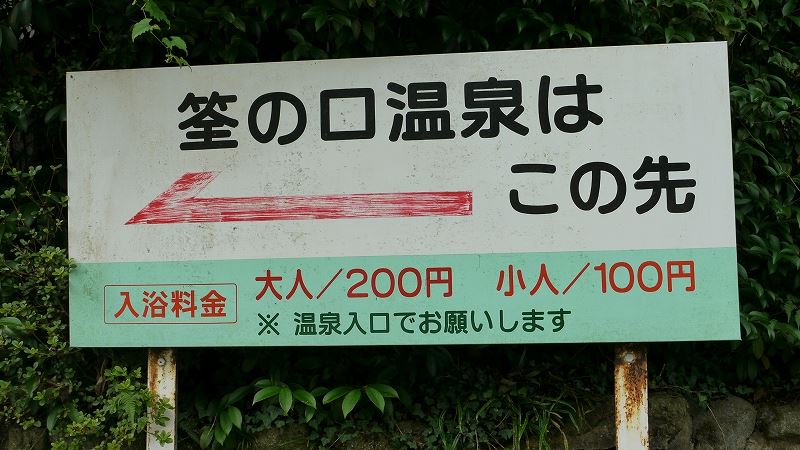 筌の口温泉は
この先
入浴料金 大人／200円 小人／100円
※ 温泉入口でお願いします